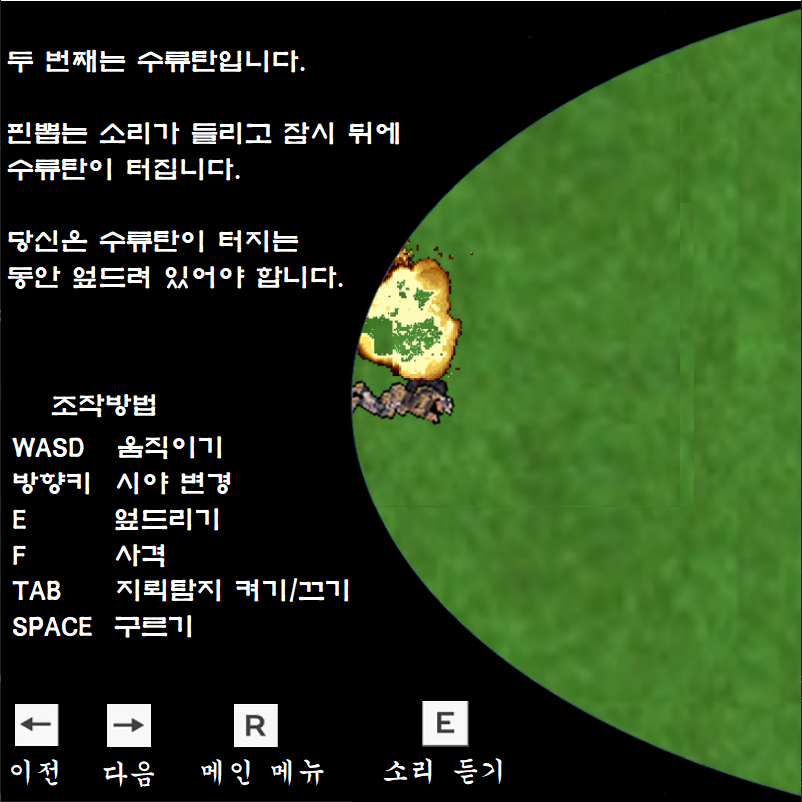 두 번째는 수류탄입니다.
핀뽑는 소리가 들리고 잠시 뒤에
수류탄이 터집니다.
당신은 수류탄이 터지는
동안 엎드려 있어야 합니다.
조작방법
WASD 움직이기
방향키 시야 변경
E 엎드리기
F 사격
TAB 지뢰탐지 켜기/끄기
SPACE 구르기
← → R E
이전 다음 메인 메뉴 소리 듣기